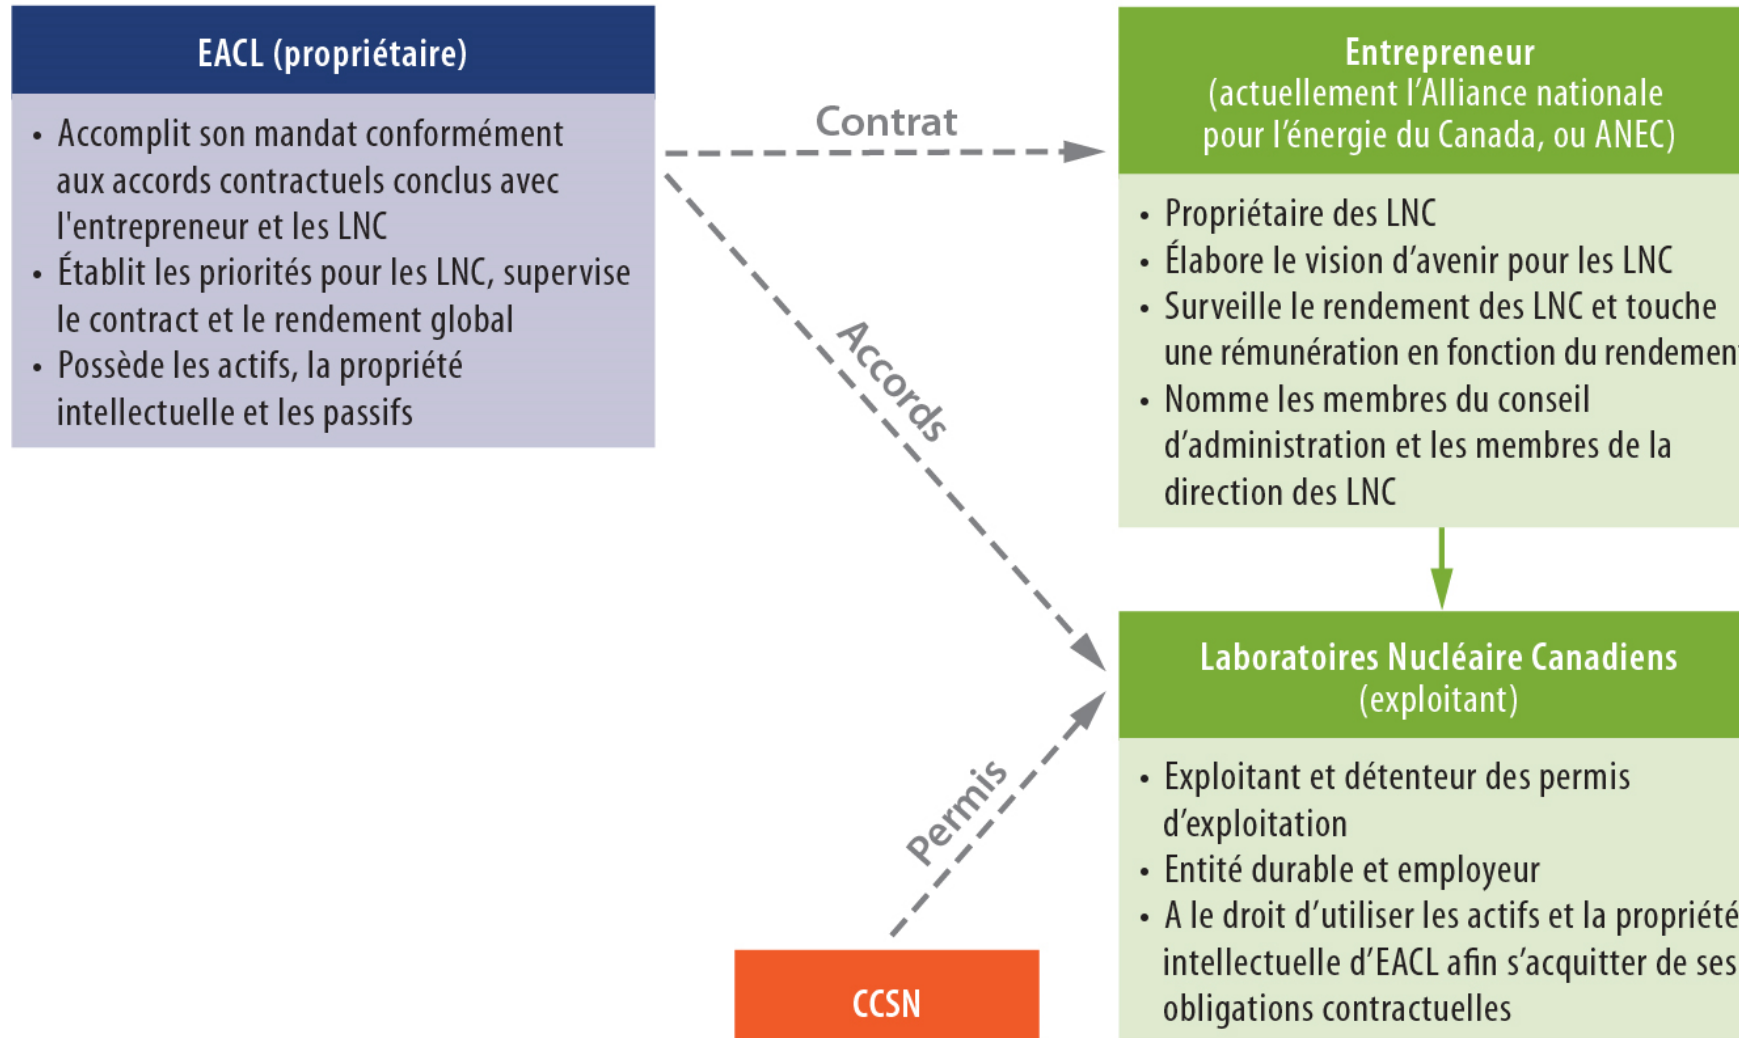 EACL (propriétaire)
• Accomplit son mandat conformément
aux accords contractuels conclus avec
l'entrepreneur et les LNC
• Établit les priorités pour les LNC, supervise
le contract et le rendement global
• Possède les actifs, la propriété
intellectuelle et les passifs
Contrat
Accords
Permis
Entrepreneur
(actuellement l’Alliance nationale
pour l’énergie du Canada, ou ANEC)
• Propriétaire des LNC
• Élabore le vision d’avenir pour les LNC
• Surveille le rendement des LNC et touche
une rémunération en fonction du rendement
• Nomme les membres du conseil
d’administration et les membres de la
direction des LNC
Laboratoires Nucléaire Canadiens
(exploitant)
• Exploitant et détenteur des permis
d’exploitation
• Entité durable et employeur
• A le droit d’utiliser les actifs et la propriété
intellectuelle d’EACL afin s’acquitter de ses
obligations contractuelles
CCSN